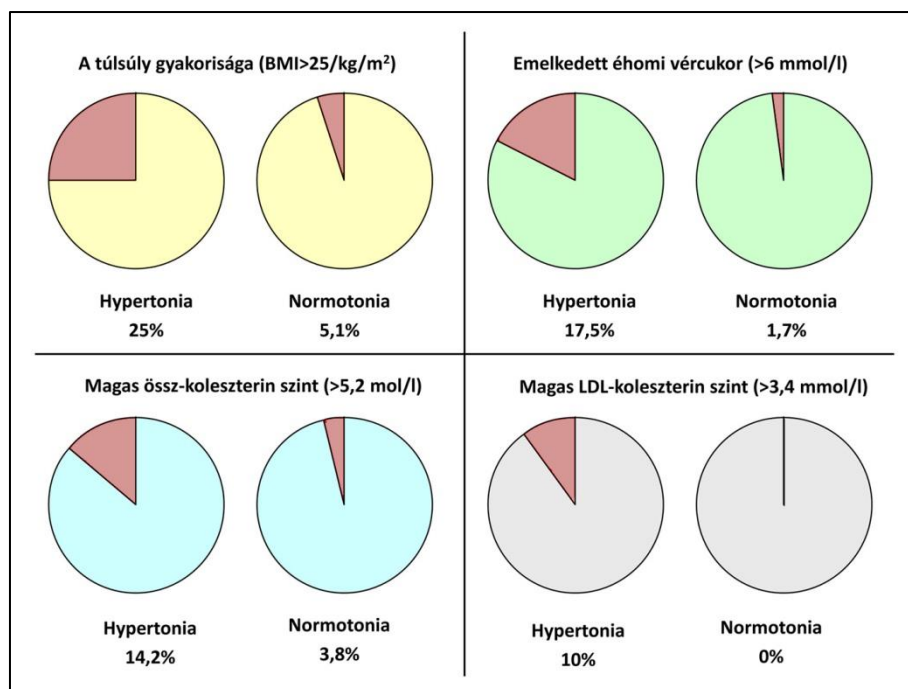 A túlsúly gyakorisága (BMI>25/kg/m²)
Hypertonia
25%
Normotonia
5,1%
Emelkedett éhomi vércukor (>6 mmol/l)
Hypertonia
17,5%
Normotonia
1,7%
Magas össz-koleszterin szint (>5,2 mol/l)
Hypertonia
14,2%
Normotonia
3,8%
Magas LDL-koleszterin szint (>3,4 mmol/l)
Hypertonia
10%
Normotonia
0%